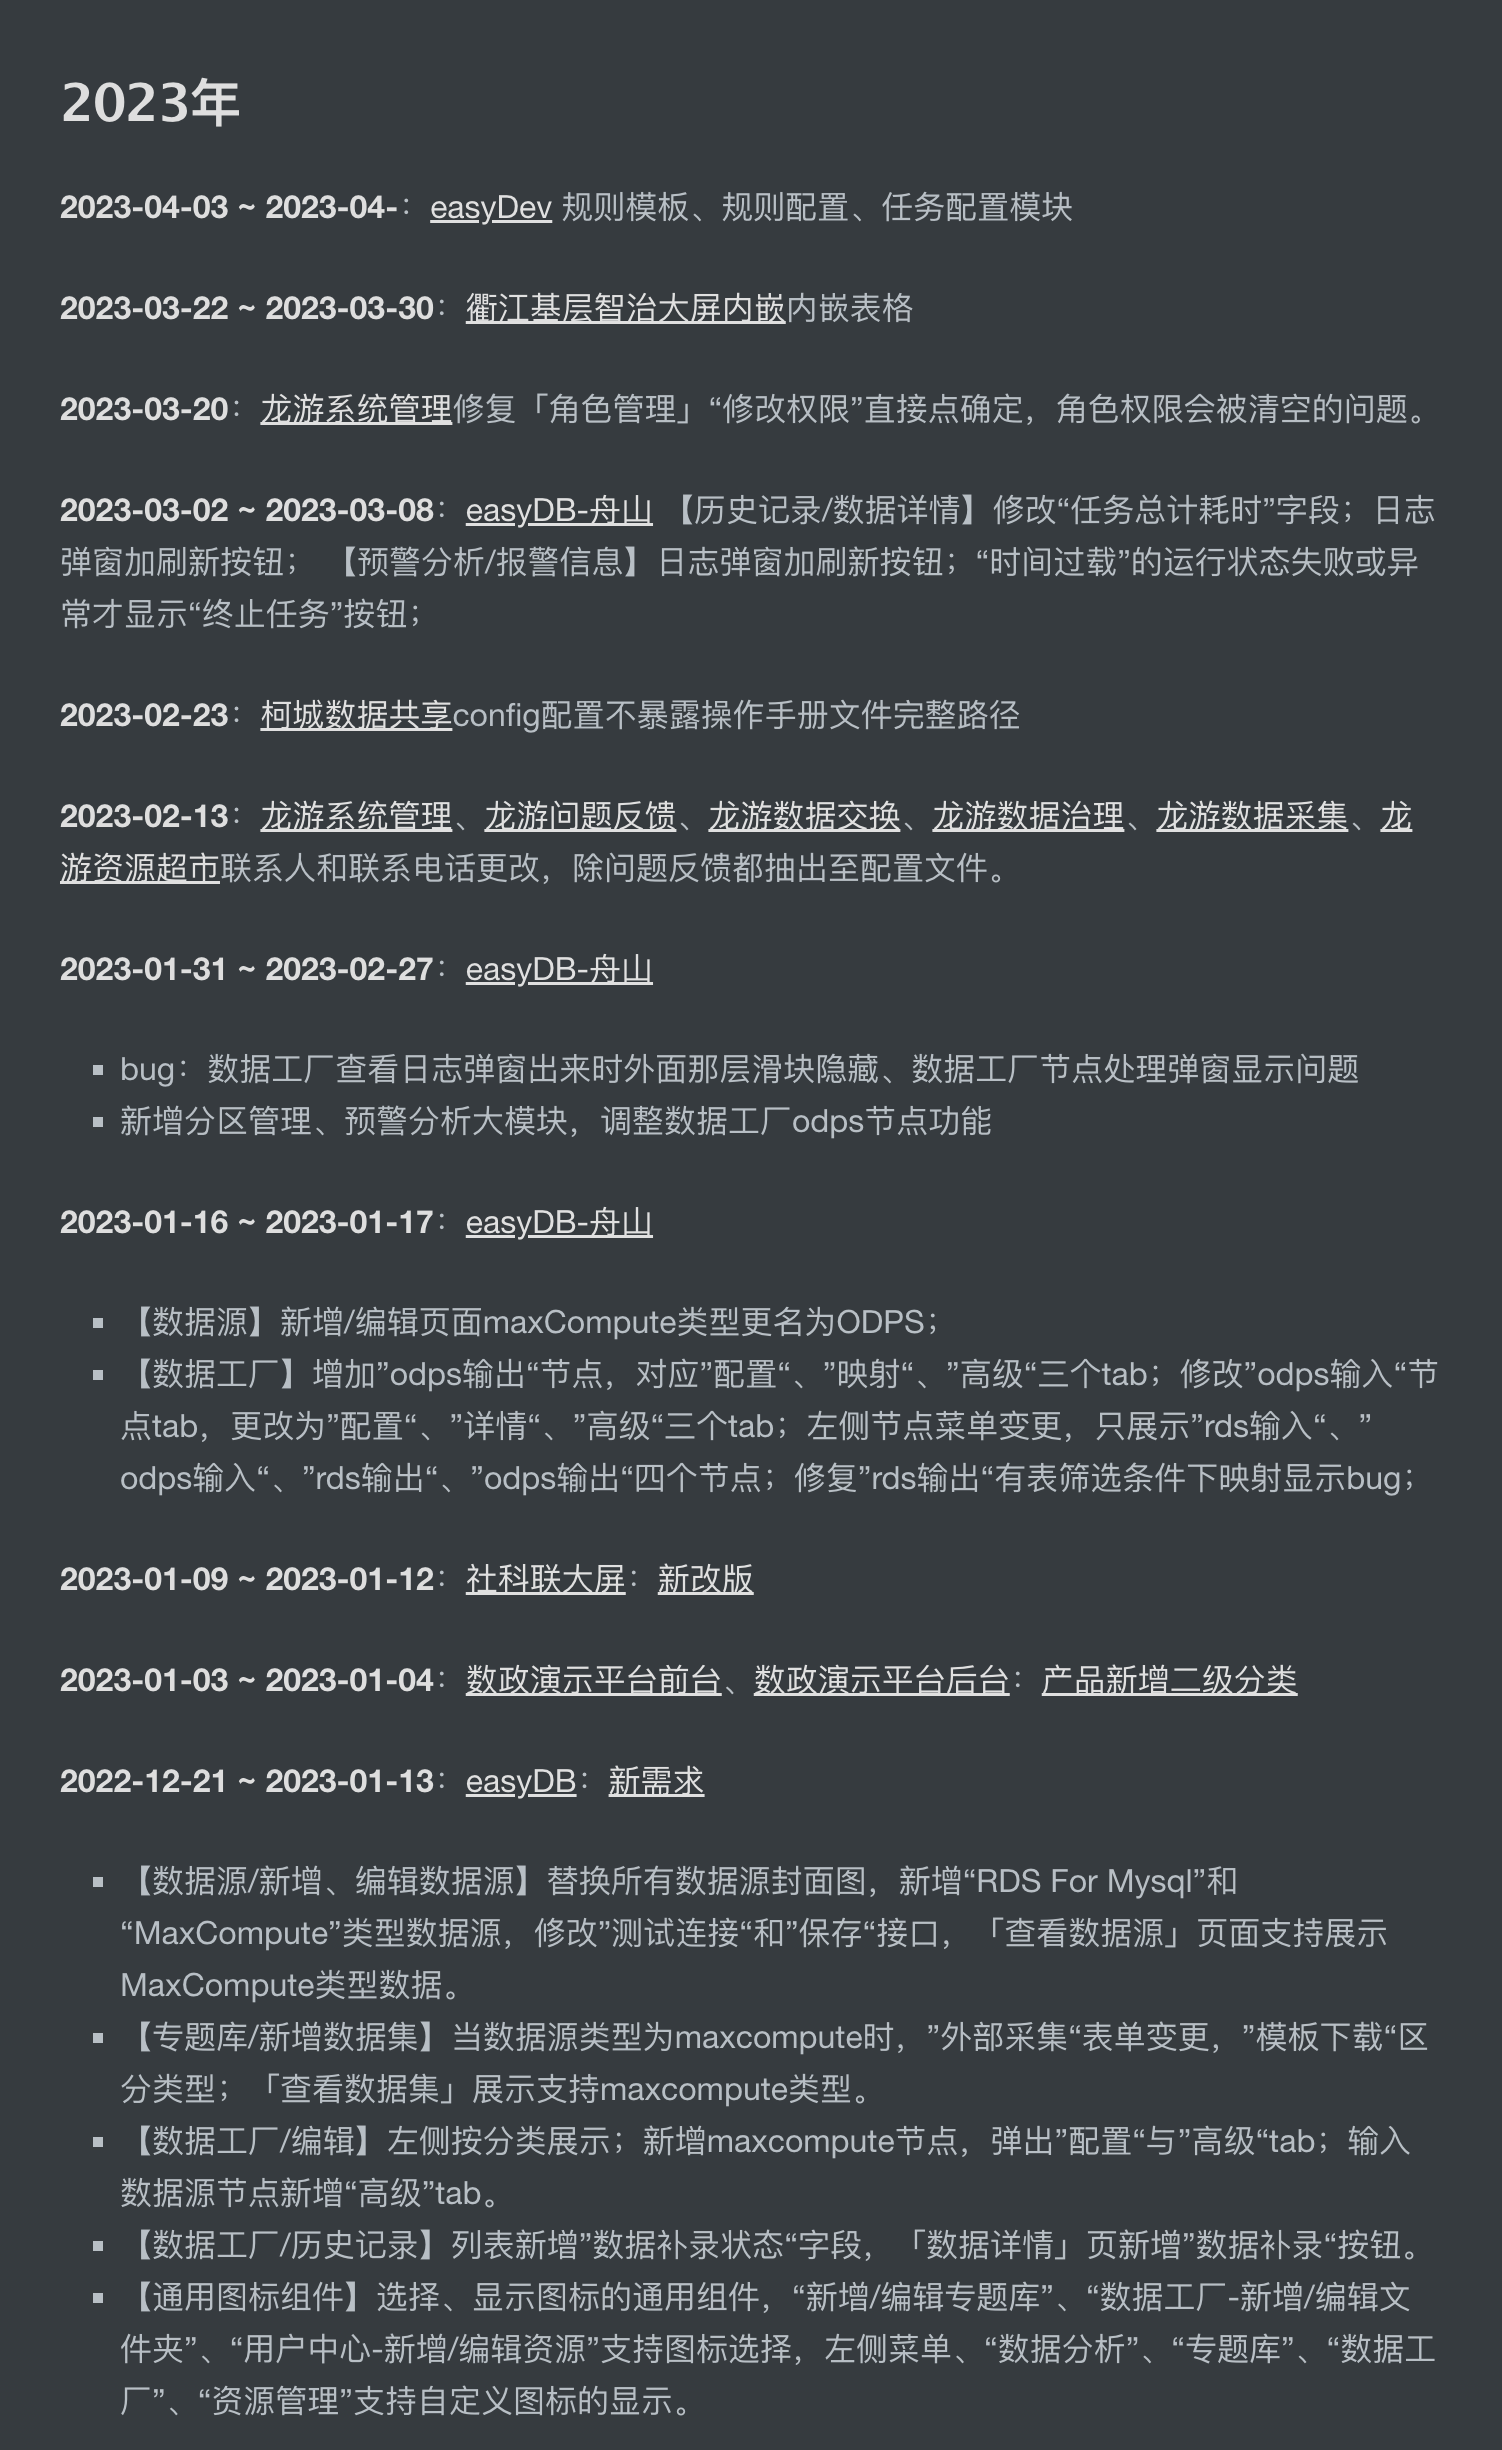 2023年
2023-04-03 ~ 2023-04-：easyDev 规则模板、规则配置、任务配置模块
2023-03-22 ~ 2023-03-30：衢江基层智治大屏内嵌内嵌表格
2023-03-20：龙游系统管理修复「角色管理」“修改权限”直接点确定，角色权限会被清空的问题。
2023-03-02 ~ 2023-03-08：easyDB-舟山 【历史记录/数据详情】修改“任务总计耗时”字段；日志
弹窗加刷新按钮； 【预警分析/报警信息】日志弹窗加刷新按钮；“时间过载”的运行状态失败或异
常才显示“终止任务”按钮；
2023-02-23：柯城数据共享config配置不暴露操作手册文件完整路径
2023-02-13：龙游系统管理、龙游问题反馈、龙游数据交换、龙游数据治理、龙游数据采集、龙
游资源超市联系人和联系电话更改，除问题反馈都抽出至配置文件。
2023-01-31 ~ 2023-02-27：easyDB-舟山
▪ bug：数据工厂查看日志弹窗出来时外面那层滑块隐藏、数据工厂节点处理弹窗显示问题
▪ 新增分区管理、预警分析大模块，调整数据工厂odps节点功能
2023-01-16 ~ 2023-01-17：easyDB-舟山
▪ 【数据源】新增/编辑页面maxCompute类型更名为ODPS；
▪ 【数据工厂】增加”odps输出“节点，对应”配置“、”映射“、”高级“三个tab；修改”odps输入“节
点tab，更改为”配置“、”详情“、”高级“三个tab；左侧节点菜单变更，只展示”rds输入“、”
odps输入“、”rds输出“、”odps输出“四个节点；修复”rds输出“有表筛选条件下映射显示bug；
2023-01-09 ~ 2023-01-12：社科联大屏：新改版
2023-01-03 ~ 2023-01-04：数政演示平台前台、数政演示平台后台：产品新增二级分类
2022-12-21 ~ 2023-01-13：easyDB：新需求
▪ 【数据源/新增、编辑数据源】替换所有数据源封面图，新增“RDS For Mysql”和
“MaxCompute”类型数据源，修改”测试连接“和”保存“接口，「查看数据源」页面支持展示
MaxCompute类型数据。
▪ 【专题库/新增数据集】当数据源类型为maxcompute时，”外部采集“表单变更，”模板下载“区
分类型；「查看数据集」展示支持maxcompute类型。
▪ 【数据工厂/编辑】左侧按分类展示；新增maxcompute节点，弹出”配置“与”高级“tab；输入
数据源节点新增“高级”tab。
▪ 【数据工厂/历史记录】列表新增”数据补录状态“字段，「数据详情」页新增”数据补录“按钮。
▪ 【通用图标组件】选择、显示图标的通用组件，“新增/编辑专题库”、“数据工厂-新增/编辑文
件夹”、“用户中心-新增/编辑资源”支持图标选择，左侧菜单、“数据分析”、“专题库”、“数据工
厂”、“资源管理”支持自定义图标的显示。